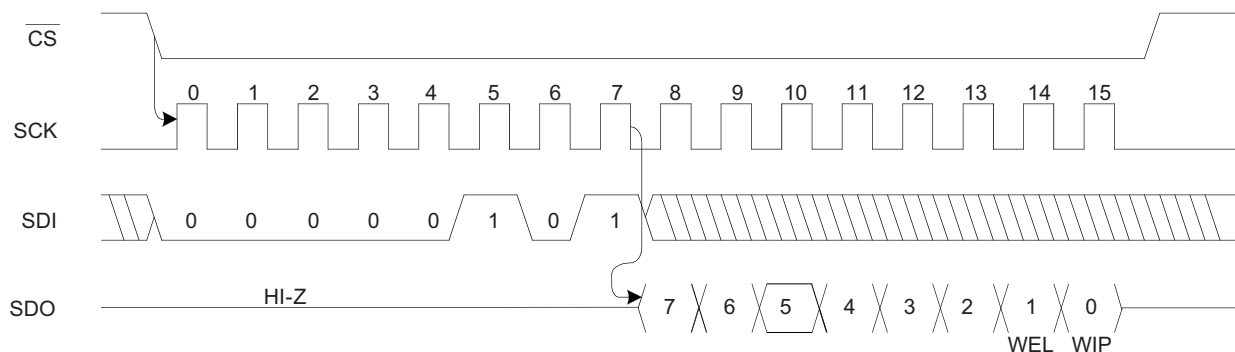 CS
0 1 2 3 4 5 6 7 8 9 10 11 12 13 14 15
SCK
SDI 0 0 0 0 0 1 0 1
HI-Z
SDO 7 6 5 4 3 2 1 0
WEL WIP